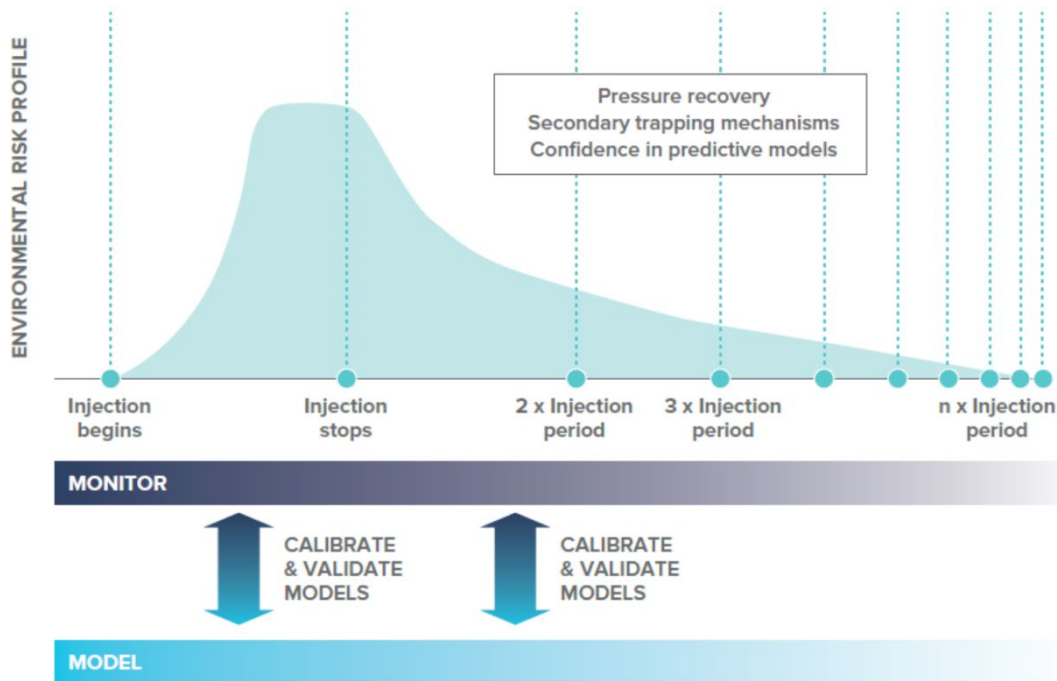 ENVIRONMENTAL RISK PROFILE
Pressure recovery
Secondary trapping mechanisms
Confidence in predictive models
Injection
begins
Injection
stops
2 x Injection
period
3 x Injection
period
n x Injection
period
MONITOR
CALIBRATE
& VALIDATE
MODELS
CALIBRATE
& VALIDATE
MODELS
MODEL